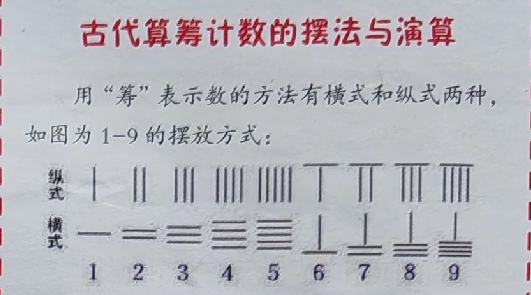 古代算筹计数的摆法与演算
用“筹”表示数的方法有横式和纵式两种，
如图为1-9的摆放方式：
纵式
横式
1 2 3 4 5 6 7 8 9